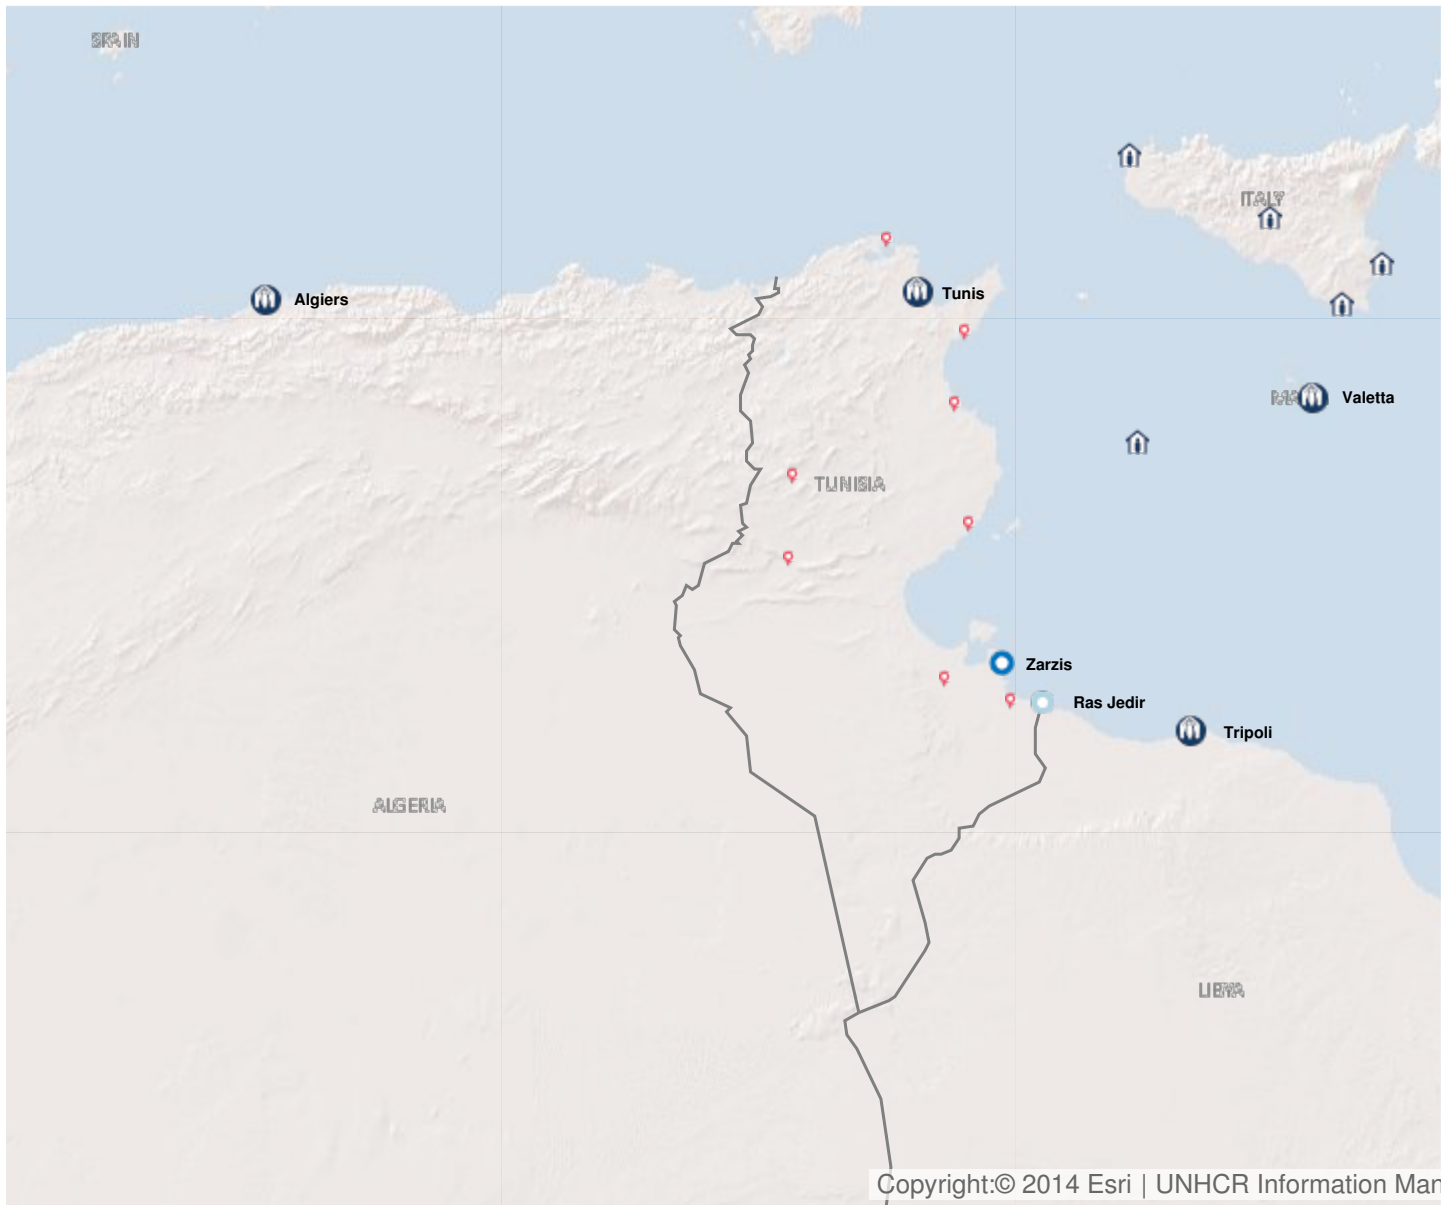 SPAIN
ITALY
Algiers
Tunis
Valetta
TUNISIA
Zarzis
Ras Jedir
Tripoli
ALGERIA
LIBYA
Copyright:© 2014 Esri | UNHCR Information Man